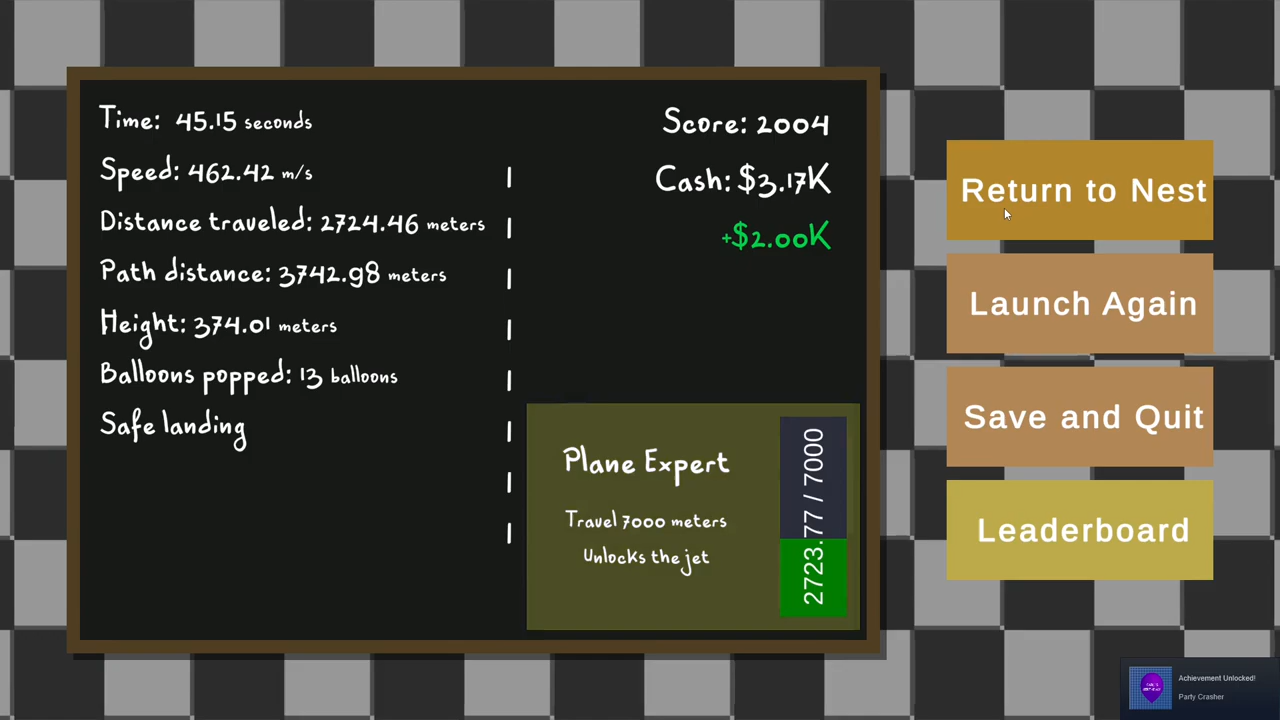 Time: 45.15 seconds
Speed: 462.42 m/s
Distance traveled: 2724.46 meters
Path distance: 3742.98 meters
Height: 374.01 meters
Balloons popped: 13 balloons
Safe landing
Score: 2004
Cash: $3.17K
+$2.00K
Plane Expert
Travel 7000 meters
Unlocks the jet
2723.77 / 7000
Return to Nest
Launch Again
Save and Quit
Leaderboard
Achievement Unlocked!
Party Crasher